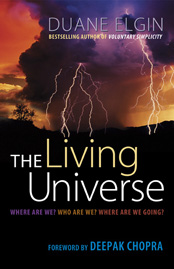 DUANE ELGIN
BESTSELLING AUTHOR OF VOLUNTARY SIMPLICITY
THE Living
Universe
WHERE ARE WE? WHO ARE WE? WHERE ARE WE GOING?
FOREWORD BY DEEPAK CHOPRA